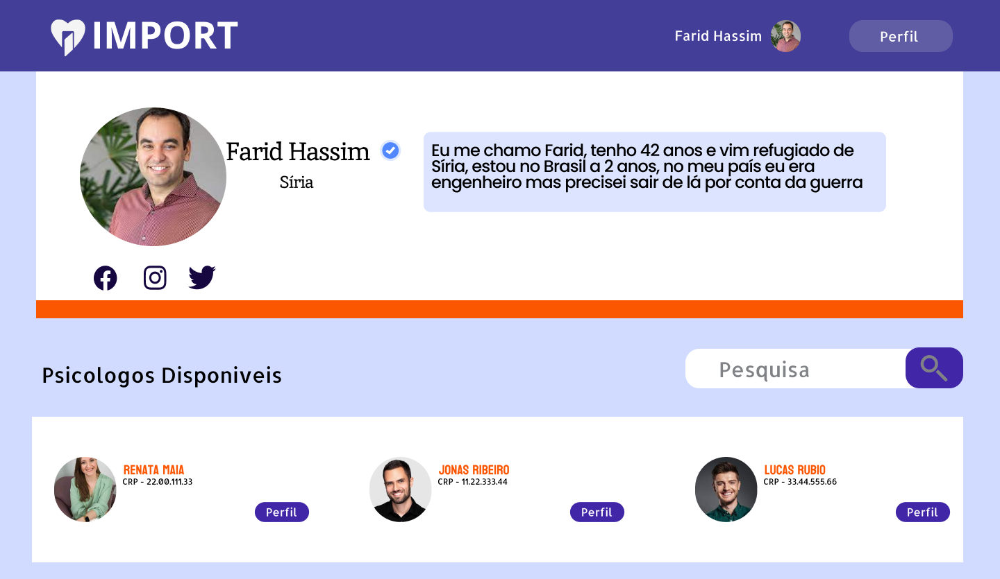 IMPORT
Farid Hassim
Perfil
Farid Hassim
Síria
Eu me chamo Farid, tenho 42 anos e vim refugiado de
Síria, estou no Brasil a 2 anos, no meu país eu era
engenheiro mas precisei sair de lá por conta da guerra
Psicologos Disponiveis
Pesquisa
RENATA MAIA
CRP - 22.00.111.33
Perfil
JONAS RIBEIRO
CRP - 11.22.333.44
Perfil
LUCAS RUBIO
CRP - 33.44.555.66
Perfil